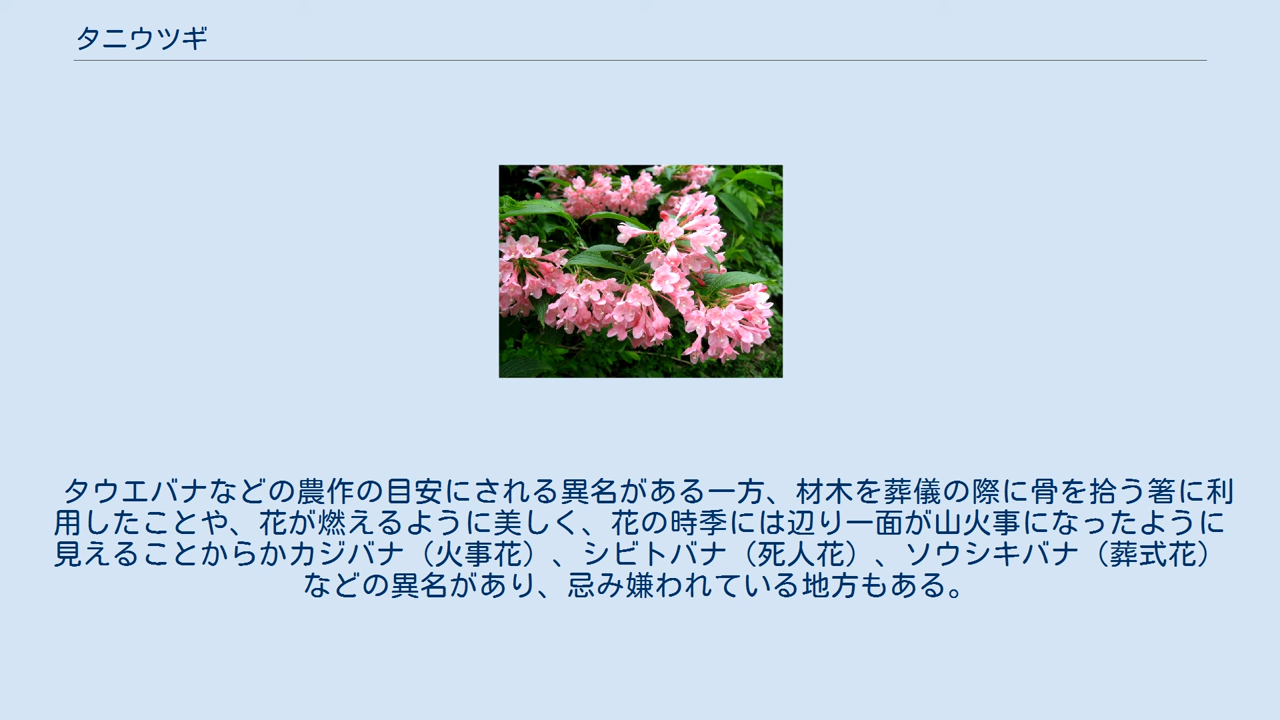 タニウツギ
タウエバナなどの農作の目安にされる異名がある一方、材木を葬儀の際に骨を拾う箸に利
用したことや、花が燃えるように美しく、花の時季には辺り一面が山火事になったように
見えることからかカジバナ（火事花）、シビトバナ（死人花）、ソウシキバナ（葬式花）
などの異名があり、忌み嫌われている地方もある。